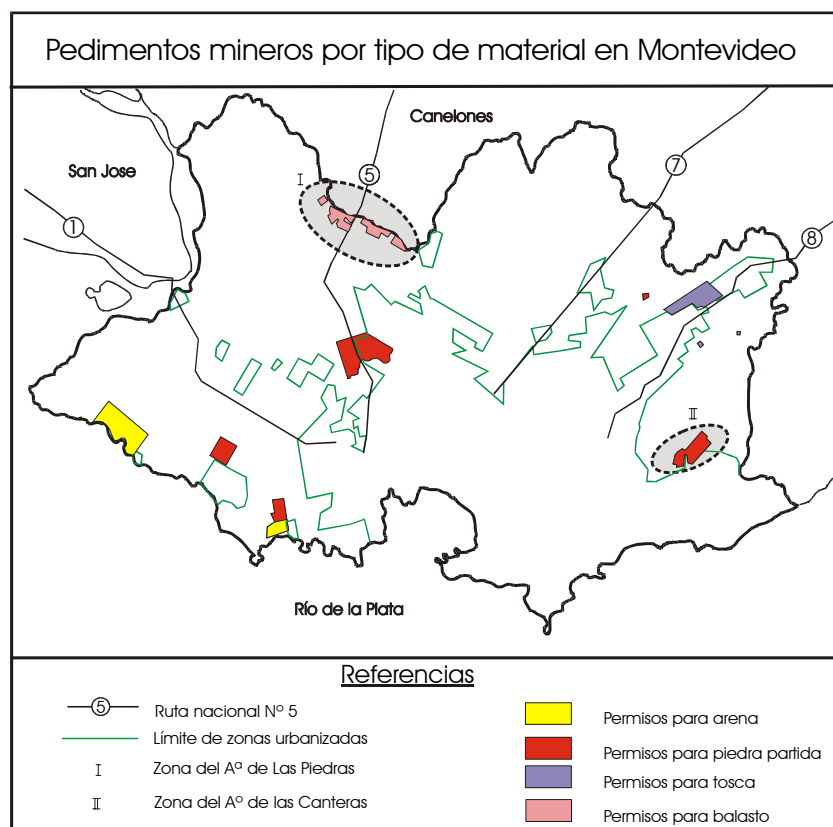 Pedimentos mineros por tipo de material en Montevideo
Canelones
San Jose
I
5
7
1
8
II
Río de la Plata
Referencias
5 Ruta nacional Nº 5
Límite de zonas urbanizadas
I Zona del Aª de Las Piedras
II Zona del Aº de las Canteras
Permisos para arena
Permisos para piedra partida
Permisos para tosca
Permisos para balasto